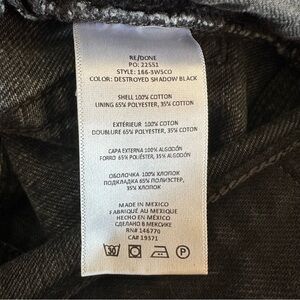 RE/DONE
PO: 22551
STYLE: 166-3WSCO
COLOR: DESTROYED SHADOW BLACK
SHELL 100% COTTON
LINING 65% POLYESTER, 35% COTTON
EXTÉRIEUR 100% COTTON
DOUBLURE 65% POLYESTER, 35% COTTON
CAPA EXTERNA 100% ALGODÓN
FORRO 65% POLIÉSTER, 35% ALGODÓN
ОБОЛОЧКА 100% ХЛОПОК
ПОДКЛАДКА 65% ПОЛИЭСТЕР,
35% ХЛОПОК
MADE IN MEXICO
FABRIQUÉ AU MEXIQUE
HECHO EN MÉXICO
СДЕЛАНО В МЕКСИКЕ
RN# 146770
CA# 19371
30
P